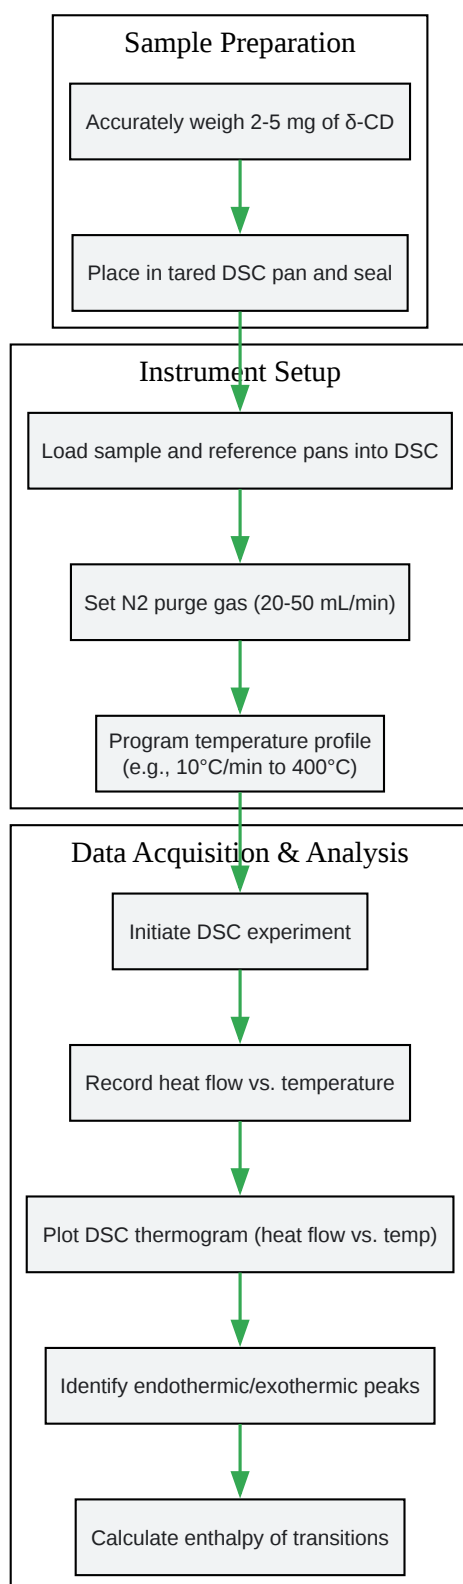 Sample Preparation
Accurately weigh 2-5 mg of δ-CD
Place in tared DSC pan and seal
Instrument Setup
Load sample and reference pans into DSC
Set N2 purge gas (20-50 mL/min)
Program temperature profile
(e.g., 10°C/min to 400°C)
Data Acquisition & Analysis
Initiate DSC experiment
Record heat flow vs. temperature
Plot DSC thermogram (heat flow vs. temp)
Identify endothermic/exothermic peaks
Calculate enthalpy of transitions